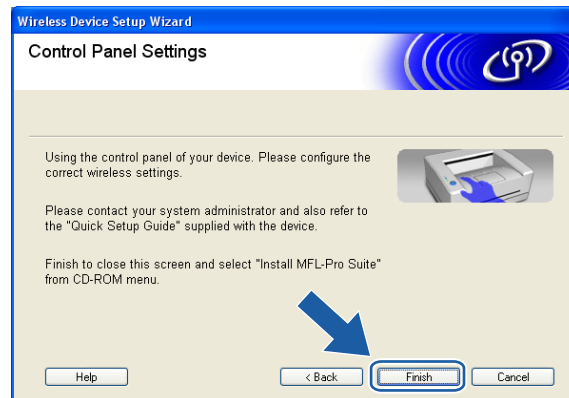 Wireless Device Setup Wizard
Control Panel Settings
Using the control panel of your device. Please configure the
correct wireless settings.
Please contact your system administrator and also refer to
the "Quick Setup Guide" supplied with the device.
Finish to close this screen and select "Install MFL-Pro Suite"
from CD-ROM menu.
Help < Back Finish Cancel